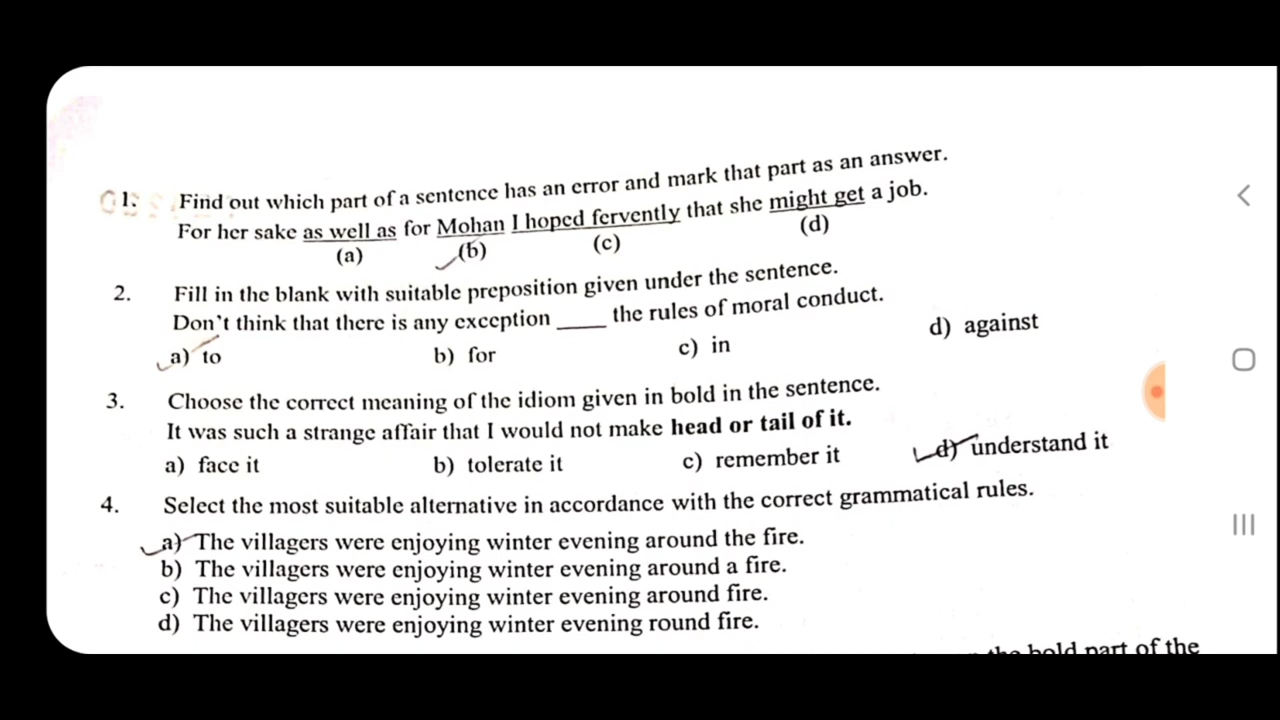 1. Find out which part of a sentence has an error and mark that part as an answer.
For her sake as well as for Mohan I hoped fervently that she might get a job.
(a) (b) (c) (d)
2. Fill in the blank with suitable preposition given under the sentence.
Don't think that there is any exception ____ the rules of moral conduct.
a) to b) for c) in d) against
3. Choose the correct meaning of the idiom given in bold in the sentence.
It was such a strange affair that I would not make head or tail of it.
a) face it b) tolerate it c) remember it d) understand it
4. Select the most suitable alternative in accordance with the correct grammatical rules.
a) The villagers were enjoying winter evening around the fire.
b) The villagers were enjoying winter evening around a fire.
c) The villagers were enjoying winter evening around fire.
d) The villagers were enjoying winter evening round fire.
the bold part of the